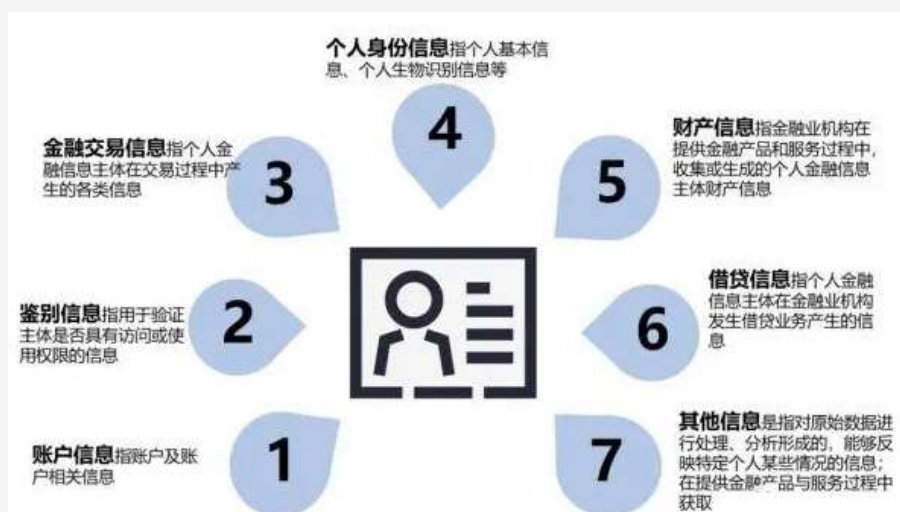 个人身份信息指个人基本信
息、个人生物识别信息等
4
金融交易信息指个人金
融信息主体在交易过程中产
生的各类信息
3
财产信息指金融业机构在
提供金融产品和服务过程中，
收集或生成的个人金融信息
主体财产信息
5
鉴别信息指用于验证
主体是否具有访问或使
用权限的信息
2
借贷信息指个人金融
信息主体在金融业机构
发生借贷业务产生的信
息
6
账户信息指账户及账
户相关信息
1
其他信息是指对原始数据进
行处理、分析形成的，能够反
映特定个人某些情况的信息；
在提供金融产品与服务过程中
获取
7